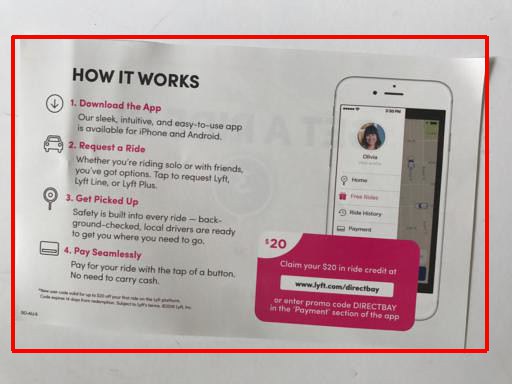 HOW IT WORKS
1. Download the App
Our sleek, intuitive, and easy-to-use app
is available for iPhone and Android.
2. Request a Ride
Whether you're riding solo or with friends,
you've got options. Tap to request Lyft,
Lyft Line, or Lyft Plus.
3. Get Picked Up
Safety is built into every ride — back-
ground-checked, local drivers are ready
to get you where you need to go.
4. Pay Seamlessly
Pay for your ride with the tap of a button.
No need to carry cash.
*New user code valid for up to $20 off your first ride on the Lyft platform.
Code expires 14 days from redemption. Subject to Lyft's terms. ©2016 Lyft, Inc.
2:30 PM
Olivia
View profile
Home
Free Rides
Ride History
Payment
$20
Claim your $20 in ride credit at
www.lyft.com/directbay
or enter promo code DIRECTBAY
in the 'Payment' section of the app